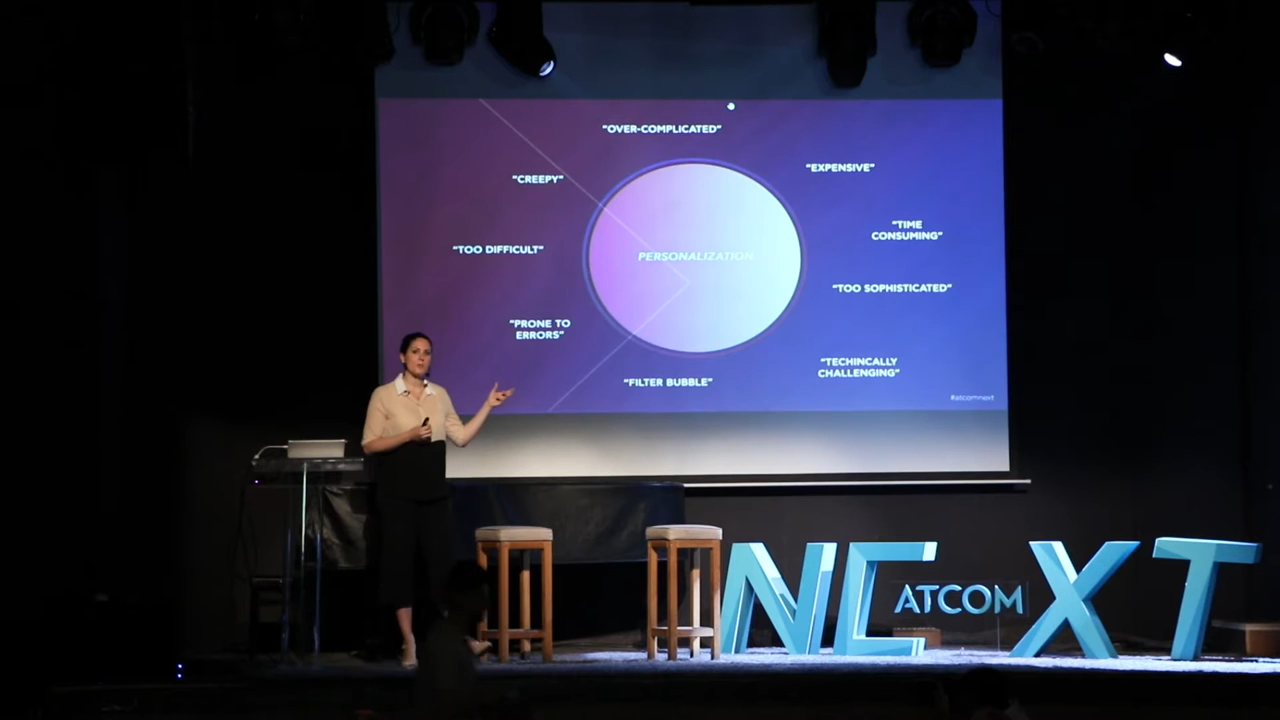 "OVER-COMPLICATED"
"EXPENSIVE"
"CREEPY"
"TIME
CONSUMING"
"TOO DIFFICULT"
PERSONALIZATION
"TOO SOPHISTICATED"
"PRONE TO
ERRORS"
"TECHINCALLY
CHALLENGING"
"FILTER BUBBLE"
#atcomnext
NEXT
ATCOM